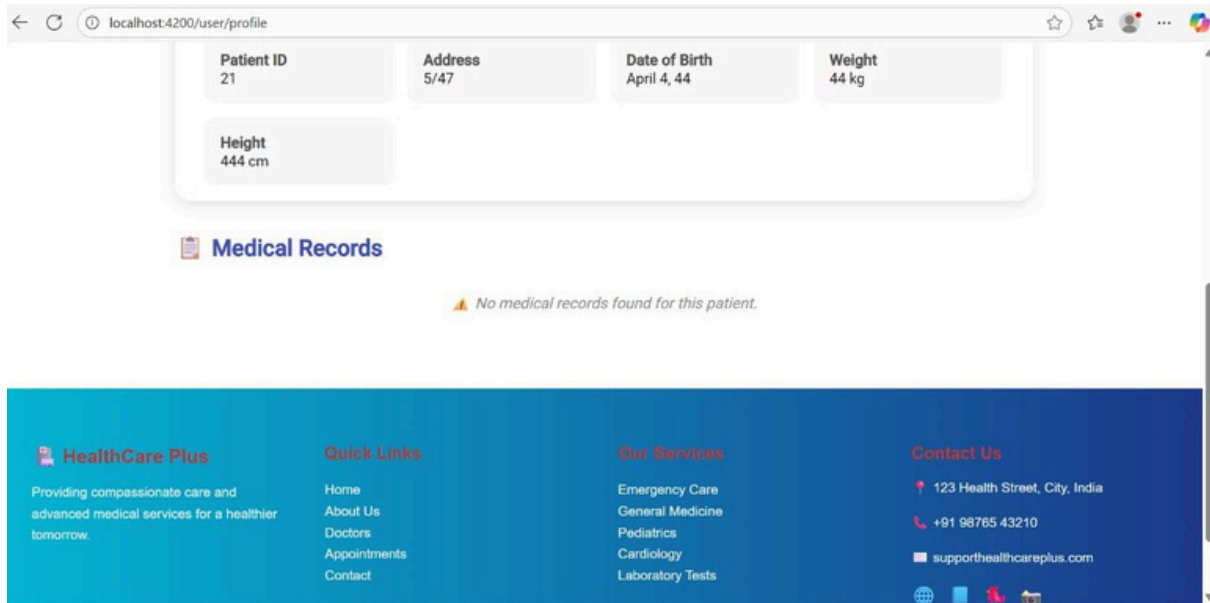 localhost:4200/user/profile
Patient ID
21
Address
5/47
Date of Birth
April 4, 44
Weight
44 kg
Height
444 cm
Medical Records
No medical records found for this patient.
HealthCare Plus
Providing compassionate care and
advanced medical services for a healthier
tomorrow.
Quick Links
Home
About Us
Doctors
Appointments
Contact
Our Services
Emergency Care
General Medicine
Pediatrics
Cardiology
Laboratory Tests
Contact Us
123 Health Street, City, India
+91 98765 43210
supporthealthcareplus.com